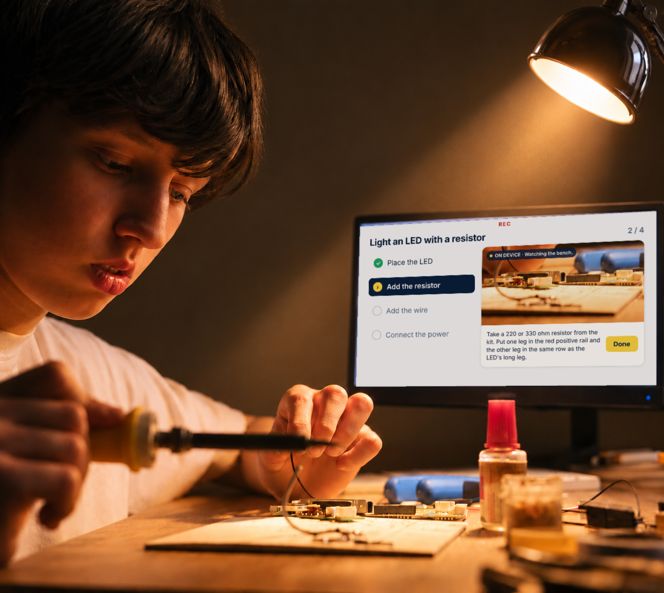 REC
Light an LED with a resistor
2 / 4
Place the LED
Add the resistor
Add the wire
Connect the power
ON DEVICE · Watching the bench.
Take a 220 or 330 ohm resistor from the
kit. Put one leg in the red positive rail and
the other leg in the same row as the
LED's long leg.
Done